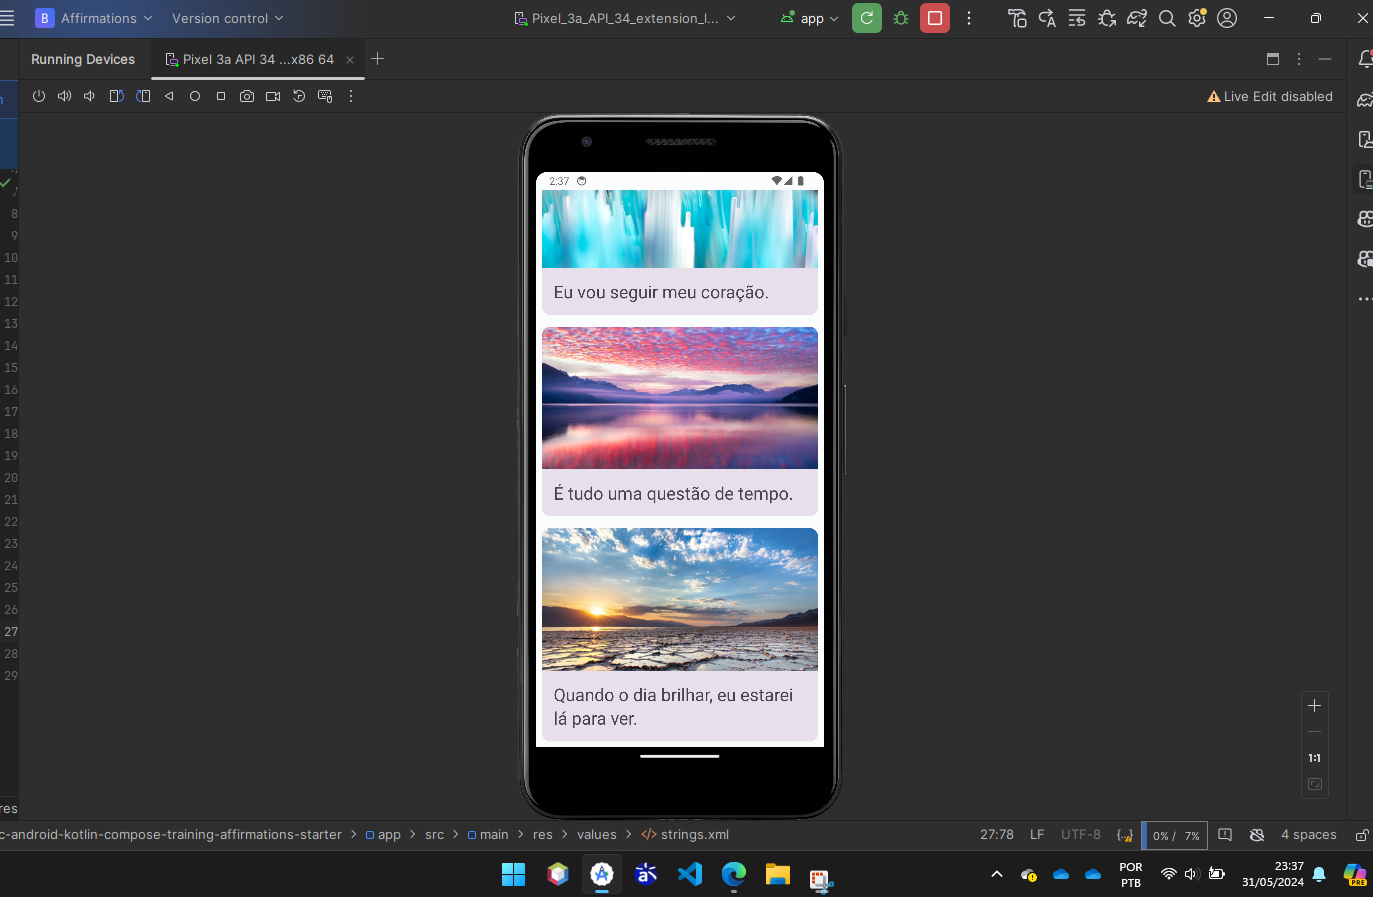 B Affirmations Version control Pixel_3a_API_34_extension_l... app
Running Devices Pixel 3a API 34 ...x86 64
Live Edit disabled
2:37
Eu vou seguir meu coração.
É tudo uma questão de tempo.
Quando o dia brilhar, eu estarei
lá para ver.
8
9
10
11
12
13
14
15
16
17
18
19
20
21
22
23
24
25
26
27
28
29
1:1
res
c-android-kotlin-compose-training-affirmations-starter > app > src > main > res > values > </> strings.xml 27:78 LF UTF-8 {..} 0% / 7% 4 spaces
POR
PTB
23:37
31/05/2024
PRE